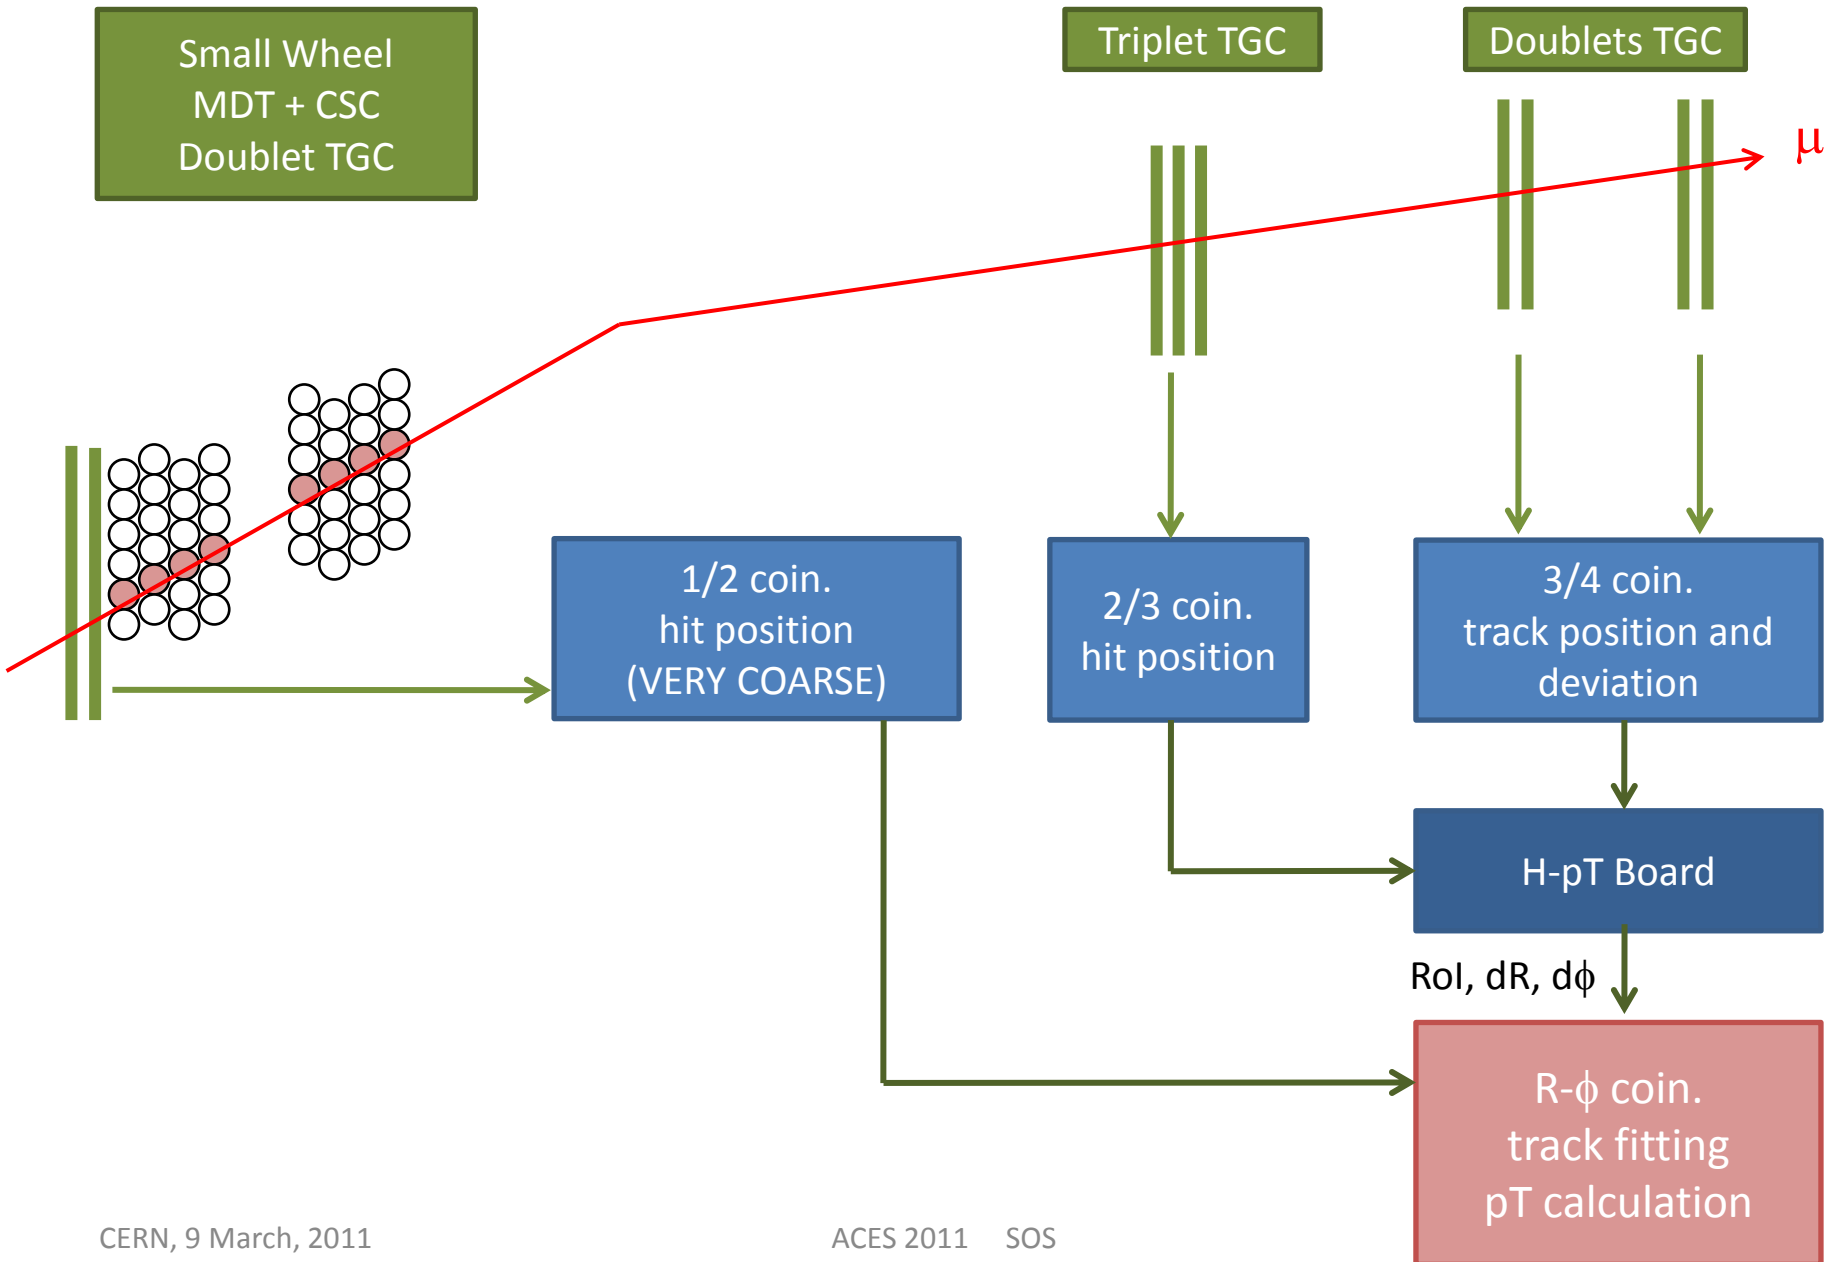 Small Wheel
MDT + CSC
Doublet TGC
Triplet TGC
Doublets TGC
μ
1/2 coin.
hit position
(VERY COARSE)
2/3 coin.
hit position
3/4 coin.
track position and
deviation
H-pT Board
RoI, dR, dϕ
R-ϕ coin.
track fitting
pT calculation
CERN, 9 March, 2011
ACES 2011 SOS